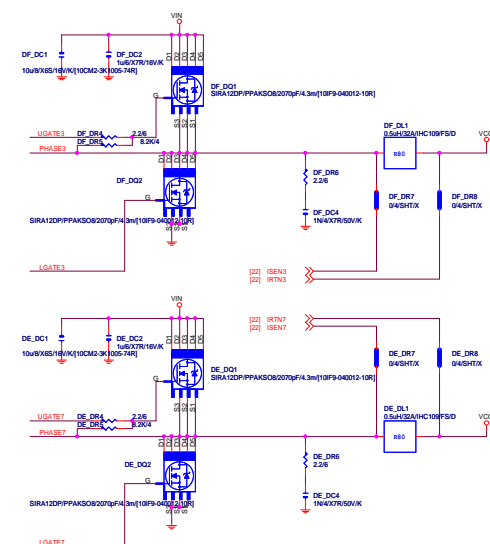 VIN
DF_DC1
DF_DC2
1u/6/X7R/16V/K
10u/8/X6S/16V/K/[10CM2-3K1005-74R]
D1
D2
D3
D4
D5
DF_DQ1
SIRA12DP/PPAKSO8/2070pF/4.3m/[10IF9-040012-10R]
G
S3
S2
S1
UGATE3
DF_DR4
2.2/6
DF_DR5
8.2K/4
PHASE3
DF_DL1
0.5uH/32A/IHC109/FS/D
R80
VCC
DF_DQ2
G
SIRA12DP/PPAKSO8/2070pF/4.3m/[10IF9-040012-10R]
DF_DR6
2.2/6
DF_DC4
1N/4/X7R/50V/K
DF_DR7
0/4/SHT/X
DF_DR8
0/4/SHT/X
LGATE3
[22] ISEN3
[22] IRTN3
VIN
[22] IRTN7
[22] ISEN7
DE_DC1
DE_DC2
1u/6/X7R/16V/K
10u/8/X6S/16V/K/[10CM2-3K1005-74R]
D1
D2
D3
D4
D5
DE_DQ1
SIRA12DP/PPAKSO8/2070pF/4.3m/[10IF9-040012-10R]
G
S3
S2
S1
DE_DR7
0/4/SHT/X
DE_DR8
0/4/SHT/X
UGATE7
DE_DR4
2.2/6
DE_DR5
8.2K/4
PHASE7
DE_DL1
0.5uH/32A/IHC109/FS/D
R80
VCC
DE_DQ2
G
SIRA12DP/PPAKSO8/2070pF/4.3m/[10IF9-040012-10R]
DE_DR6
2.2/6
DE_DC4
1N/4/X7R/50V/K
LGATE7